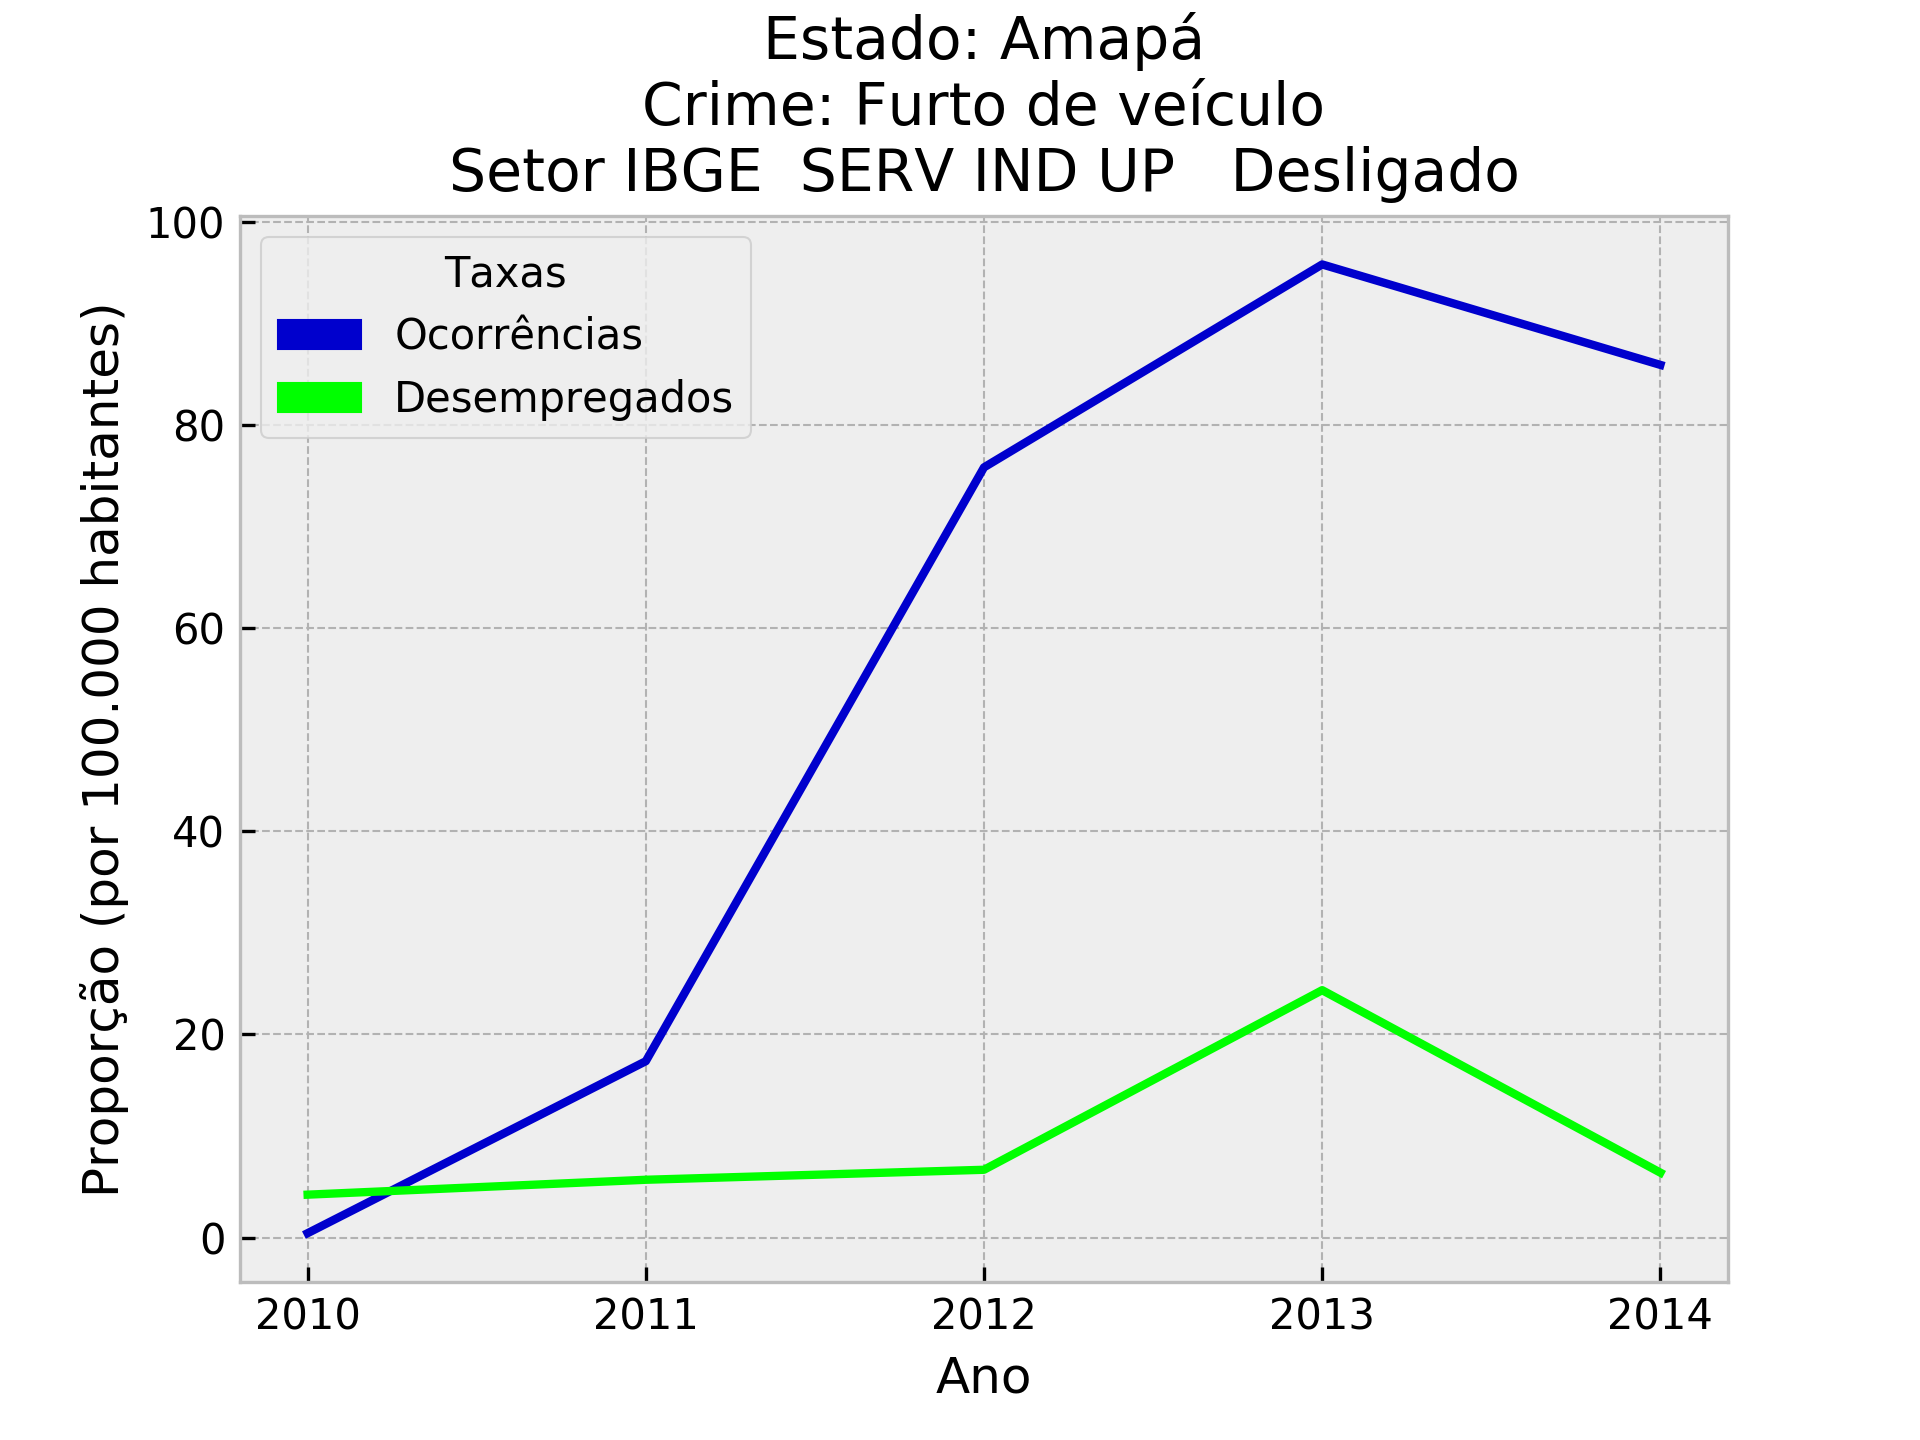 Estado: Amapá
Crime: Furto de veículo
Setor IBGE  SERV IND UP   Desligado
Proporção (por 100.000 habitantes)
100
80
60
40
20
0
Taxas
Ocorrências
Desempregados
2010 2011 2012 2013 2014
Ano